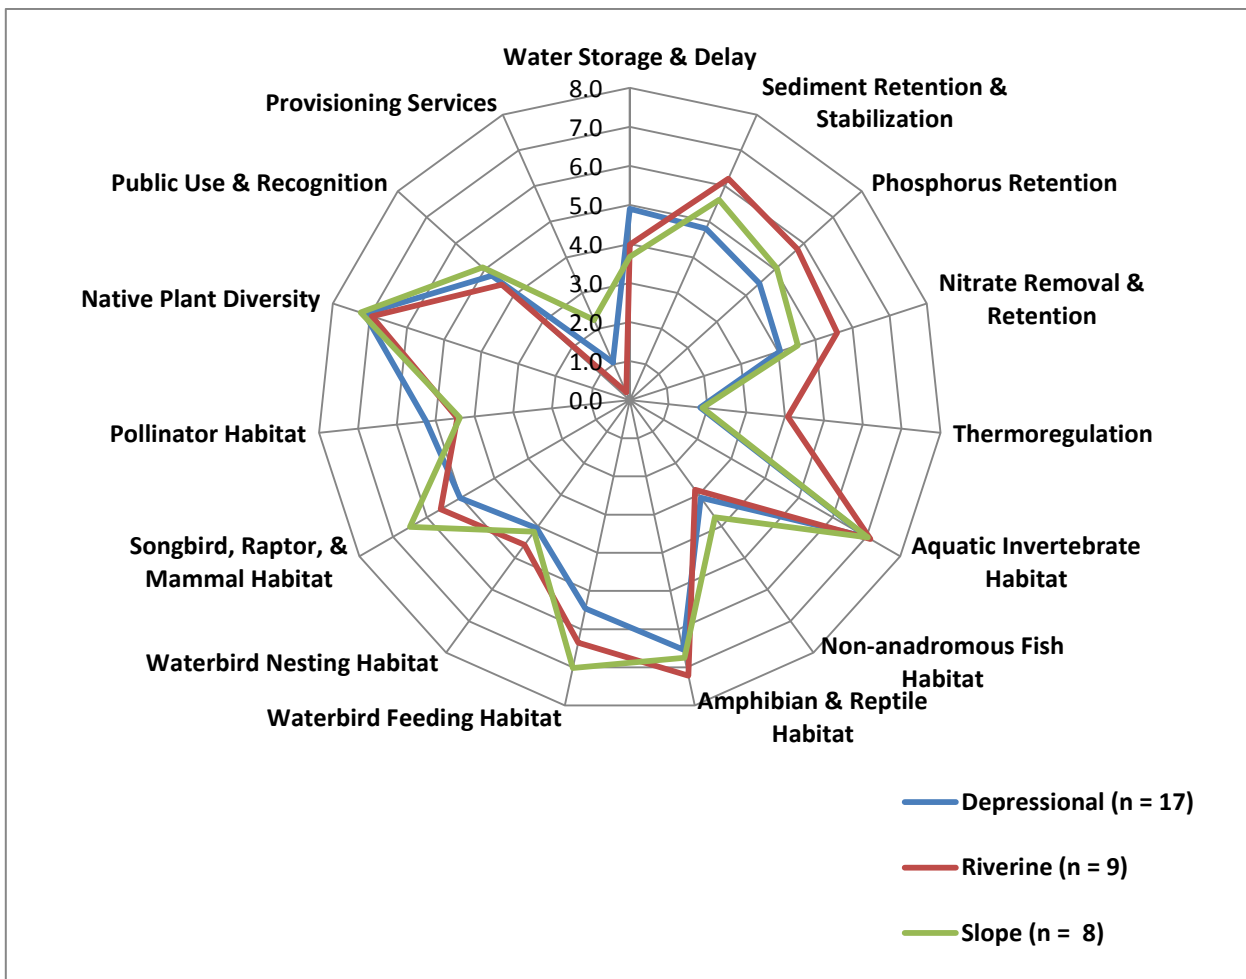 Water Storage & Delay
Sediment Retention &
Stabilization
Phosphorus Retention
Nitrate Removal &
Retention
Thermoregulation
Aquatic Invertebrate
Habitat
Non-anadromous Fish
Habitat
Amphibian & Reptile
Habitat
Waterbird Feeding Habitat
Waterbird Nesting Habitat
Songbird, Raptor, &
Mammal Habitat
Pollinator Habitat
Native Plant Diversity
Public Use & Recognition
Provisioning Services
8.0
7.0
6.0
5.0
4.0
3.0
2.0
1.0
0.0
Depressional (n = 17)
Riverine (n = 9)
Slope (n =  8)